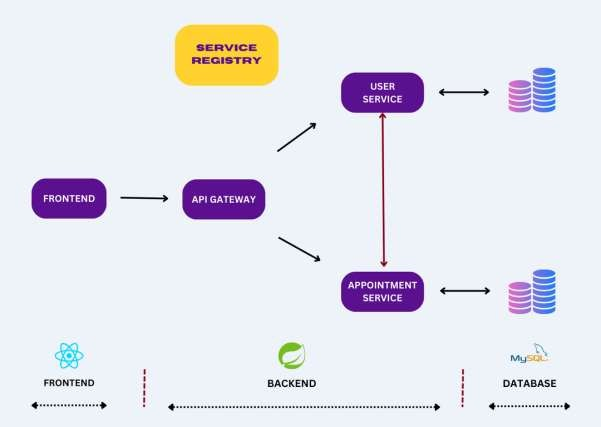 SERVICE
REGISTRY
USER
SERVICE
FRONTEND
API GATEWAY
APPOINTMENT
SERVICE
MySQL
FRONTEND
BACKEND
DATABASE